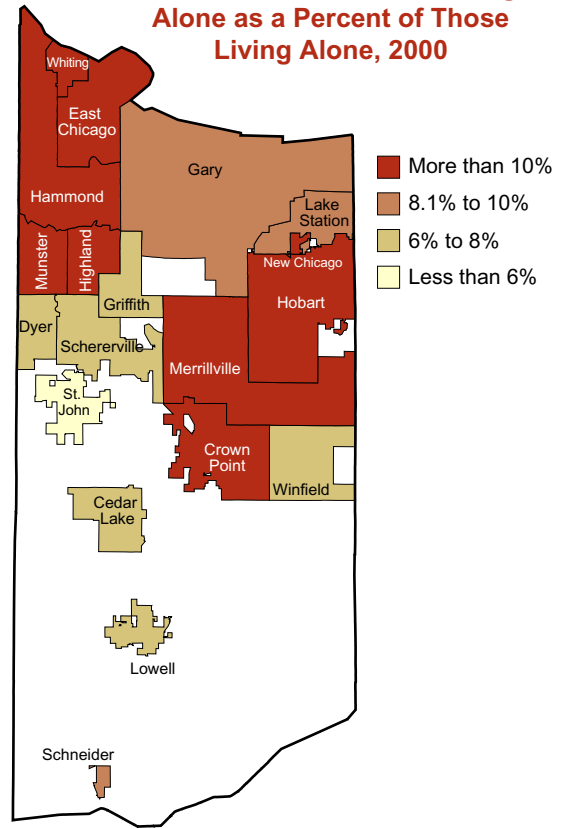 Alone as a Percent of Those
Living Alone, 2000
Whiting
East
Chicago
Gary
Hammond
Lake
Station
Munster
Highland
New Chicago
Hobart
Griffith
Dyer
Schererville
Merrillville
St.
John
Crown
Point
Winfield
Cedar
Lake
Lowell
Schneider
More than 10%
8.1% to 10%
6% to 8%
Less than 6%